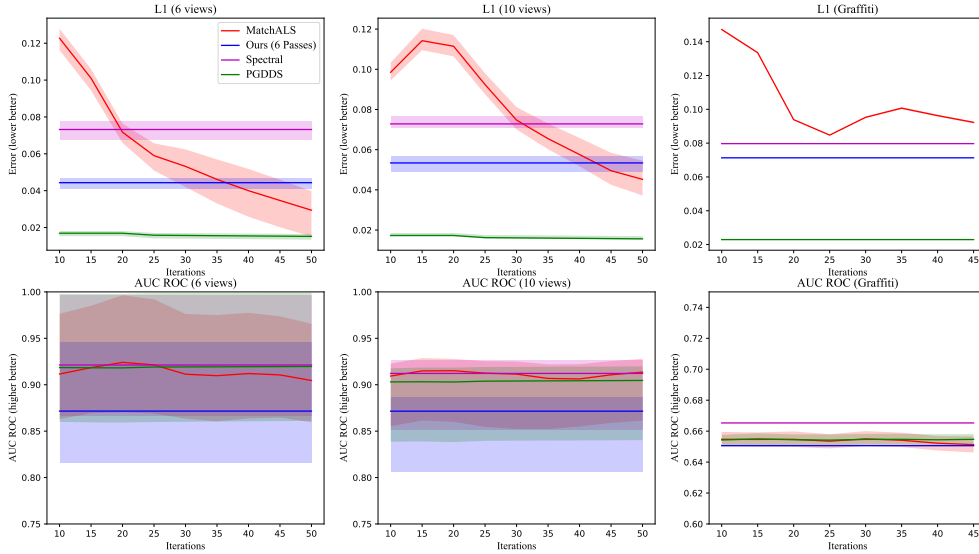 L1 (6 views)
L1 (10 views)
L1 (Graffiti)
Error (lower better)
0.12
0.10
0.08
0.06
0.04
0.02
MatchALS
Ours (6 Passes)
Spectral
PGDDS
10 15 20 25 30 35 40 45 50
Iterations
Error (lower better)
0.12
0.10
0.08
0.06
0.04
0.02
10 15 20 25 30 35 40 45 50
Iterations
Error (lower better)
0.14
0.12
0.10
0.08
0.06
0.04
0.02
10 15 20 25 30 35 40 45
Iterations
AUC ROC (6 views)
AUC ROC (10 views)
AUC ROC (Graffiti)
AUC ROC (higher better)
1.00
0.95
0.90
0.85
0.80
0.75
10 15 20 25 30 35 40 45 50
Iterations
AUC ROC (higher better)
1.00
0.95
0.90
0.85
0.80
0.75
10 15 20 25 30 35 40 45 50
Iterations
AUC ROC (higher better)
0.74
0.72
0.70
0.68
0.66
0.64
0.62
0.60
10 15 20 25 30 35 40 45
Iterations